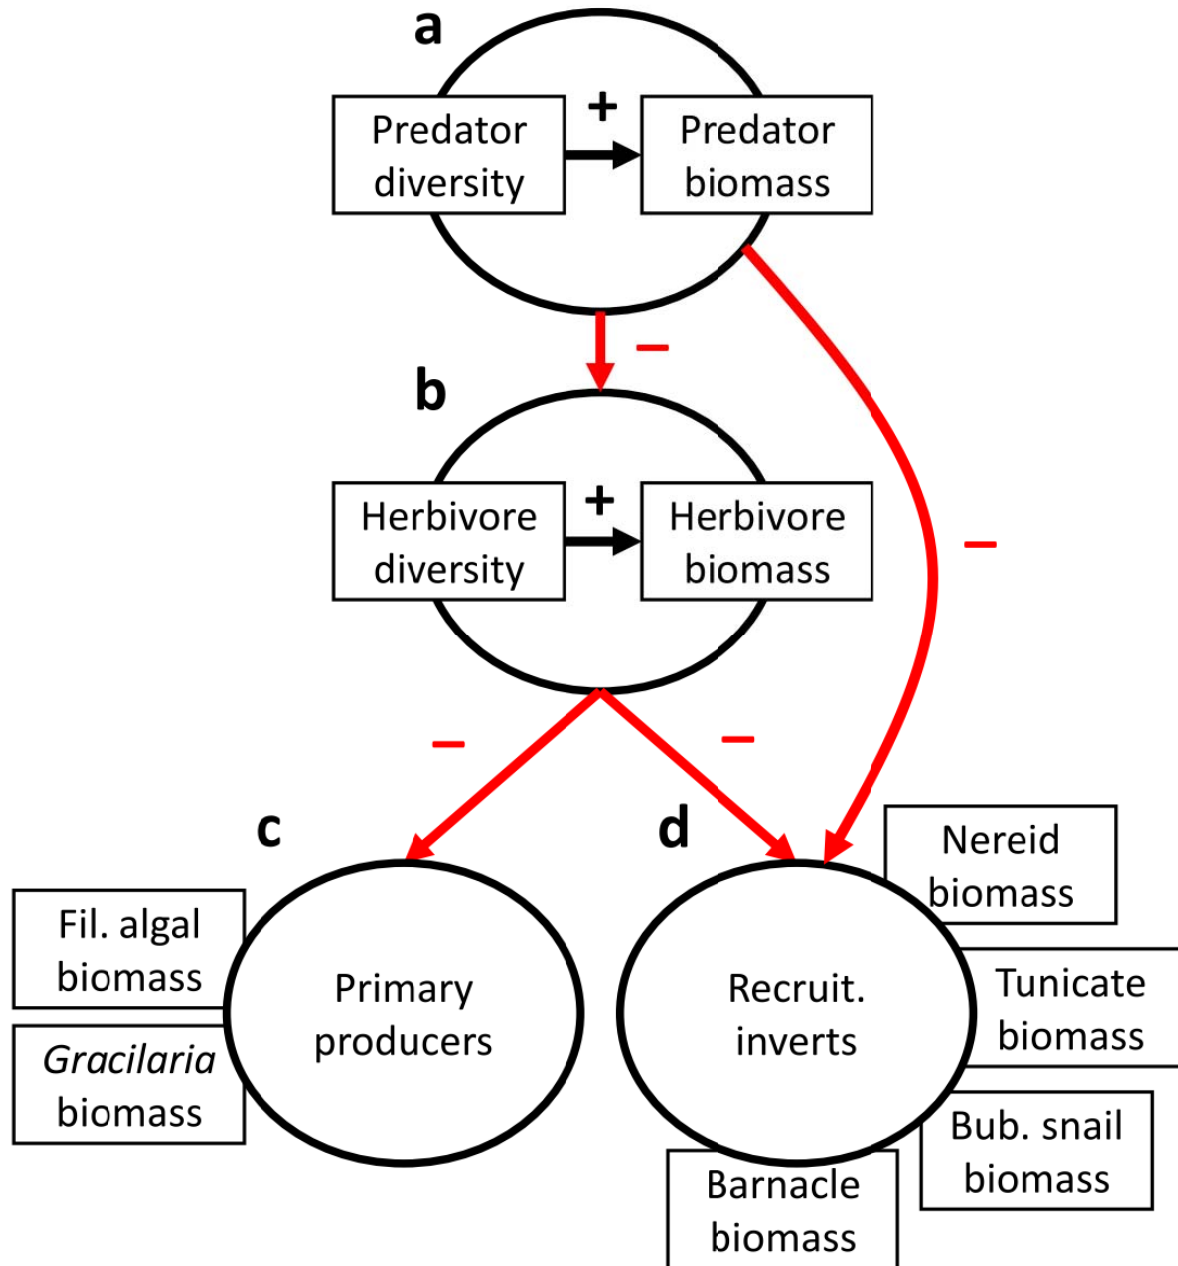 a
Predator
diversity
+
Predator
biomass
–
b
Herbivore
diversity
+
Herbivore
biomass
–
–
–
c
d
Fil. algal
biomass
Gracilaria
biomass
Primary
producers
Recruit.
inverts
Nereid
biomass
Tunicate
biomass
Bub. snail
biomass
Barnacle
biomass